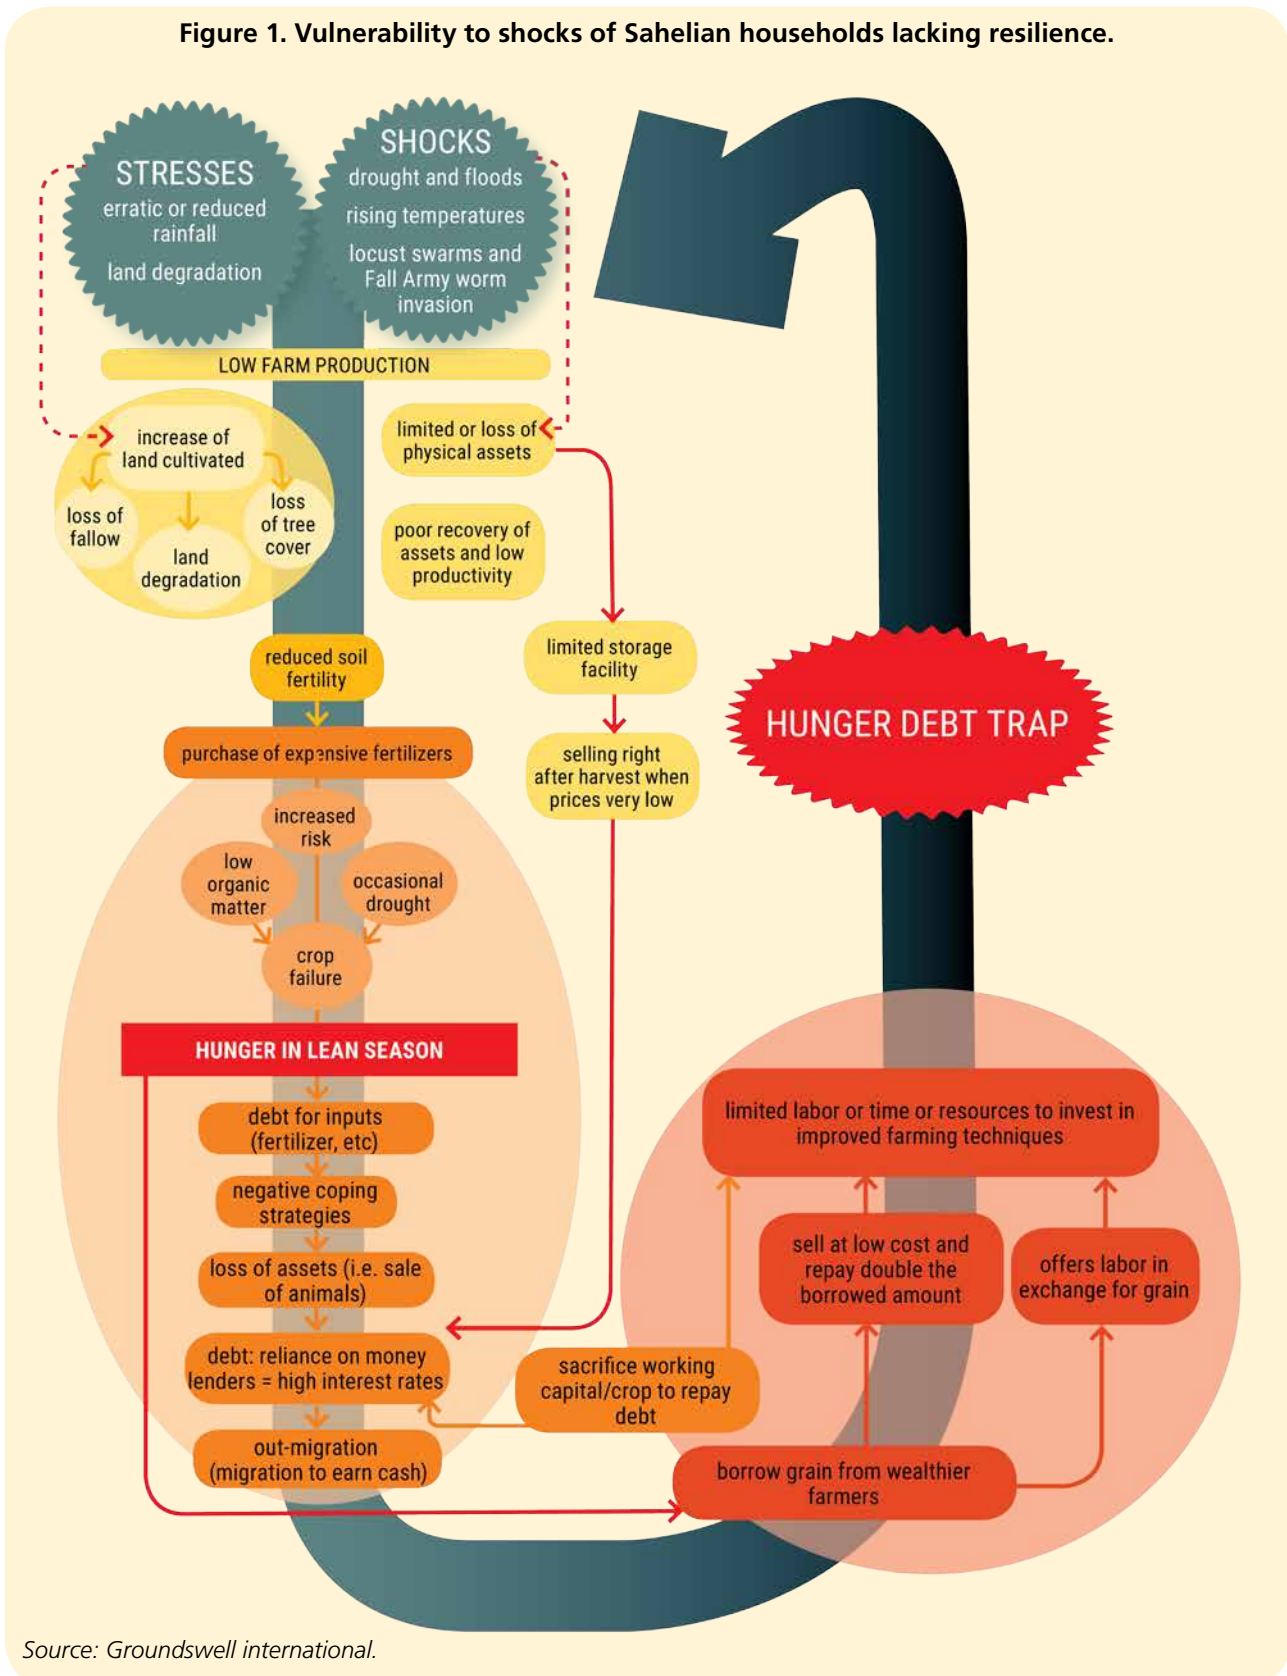 Figure 1. Vulnerability to shocks of Sahelian households lacking resilience.
STRESSES
erratic or reduced
rainfall
land degradation
SHOCKS
drought and floods
rising temperatures
locust swarms and
Fall Army worm
invasion
LOW FARM PRODUCTION
increase of
land cultivated
loss of
fallow
land
degradation
loss
of tree
cover
limited or loss of
physical assets
poor recovery of
assets and low
productivity
limited storage
facility
selling right
after harvest when
prices very low
reduced soil
fertility
purchase of expensive fertilizers
increased
risk
low
organic
matter
occasional
drought
crop
failure
HUNGER IN LEAN SEASON
debt for inputs
(fertilizer, etc)
negative coping
strategies
loss of assets (i.e. sale
of animals)
debt: reliance on money
lenders = high interest rates
out-migration
(migration to earn cash)
sacrifice working
capital/crop to repay
debt
HUNGER DEBT TRAP
limited labor or time or resources to invest in
improved farming techniques
sell at low cost and
repay double the
borrowed amount
offers labor in
exchange for grain
borrow grain from wealthier
farmers
Source: Groundswell international.